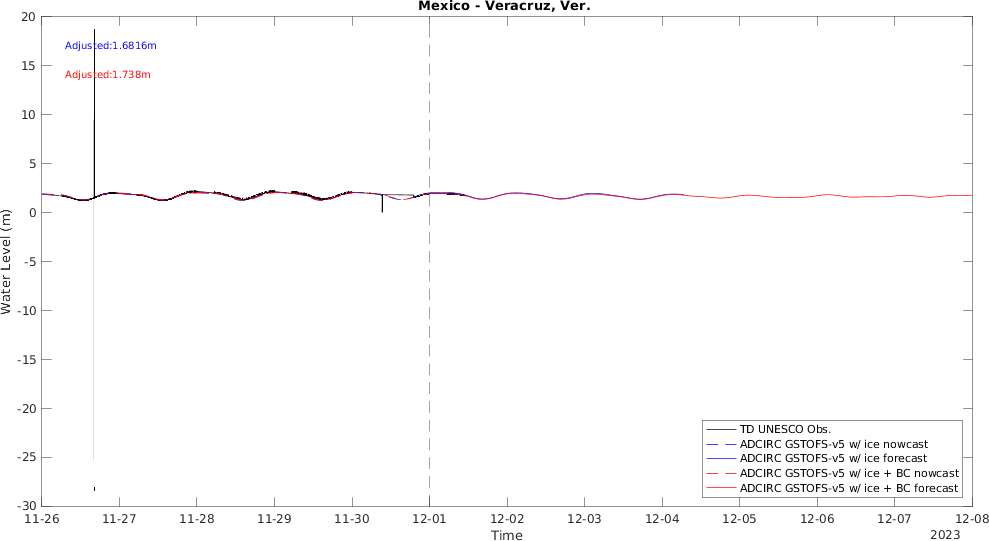 Mexico - Veracruz, Ver.
20
15
10
5
0
-5
-10
-15
-20
-25
-30
Water Level (m)
Adjusted:1.6816m
Adjusted:1.738m
TD UNESCO Obs.
ADCIRC GSTOFS-v5 w/ ice nowcast
ADCIRC GSTOFS-v5 w/ ice forecast
ADCIRC GSTOFS-v5 w/ ice + BC nowcast
ADCIRC GSTOFS-v5 w/ ice + BC forecast
11-26 11-27 11-28 11-29 11-30 12-01 12-02 12-03 12-04 12-05 12-06 12-07 12-08
Time
2023